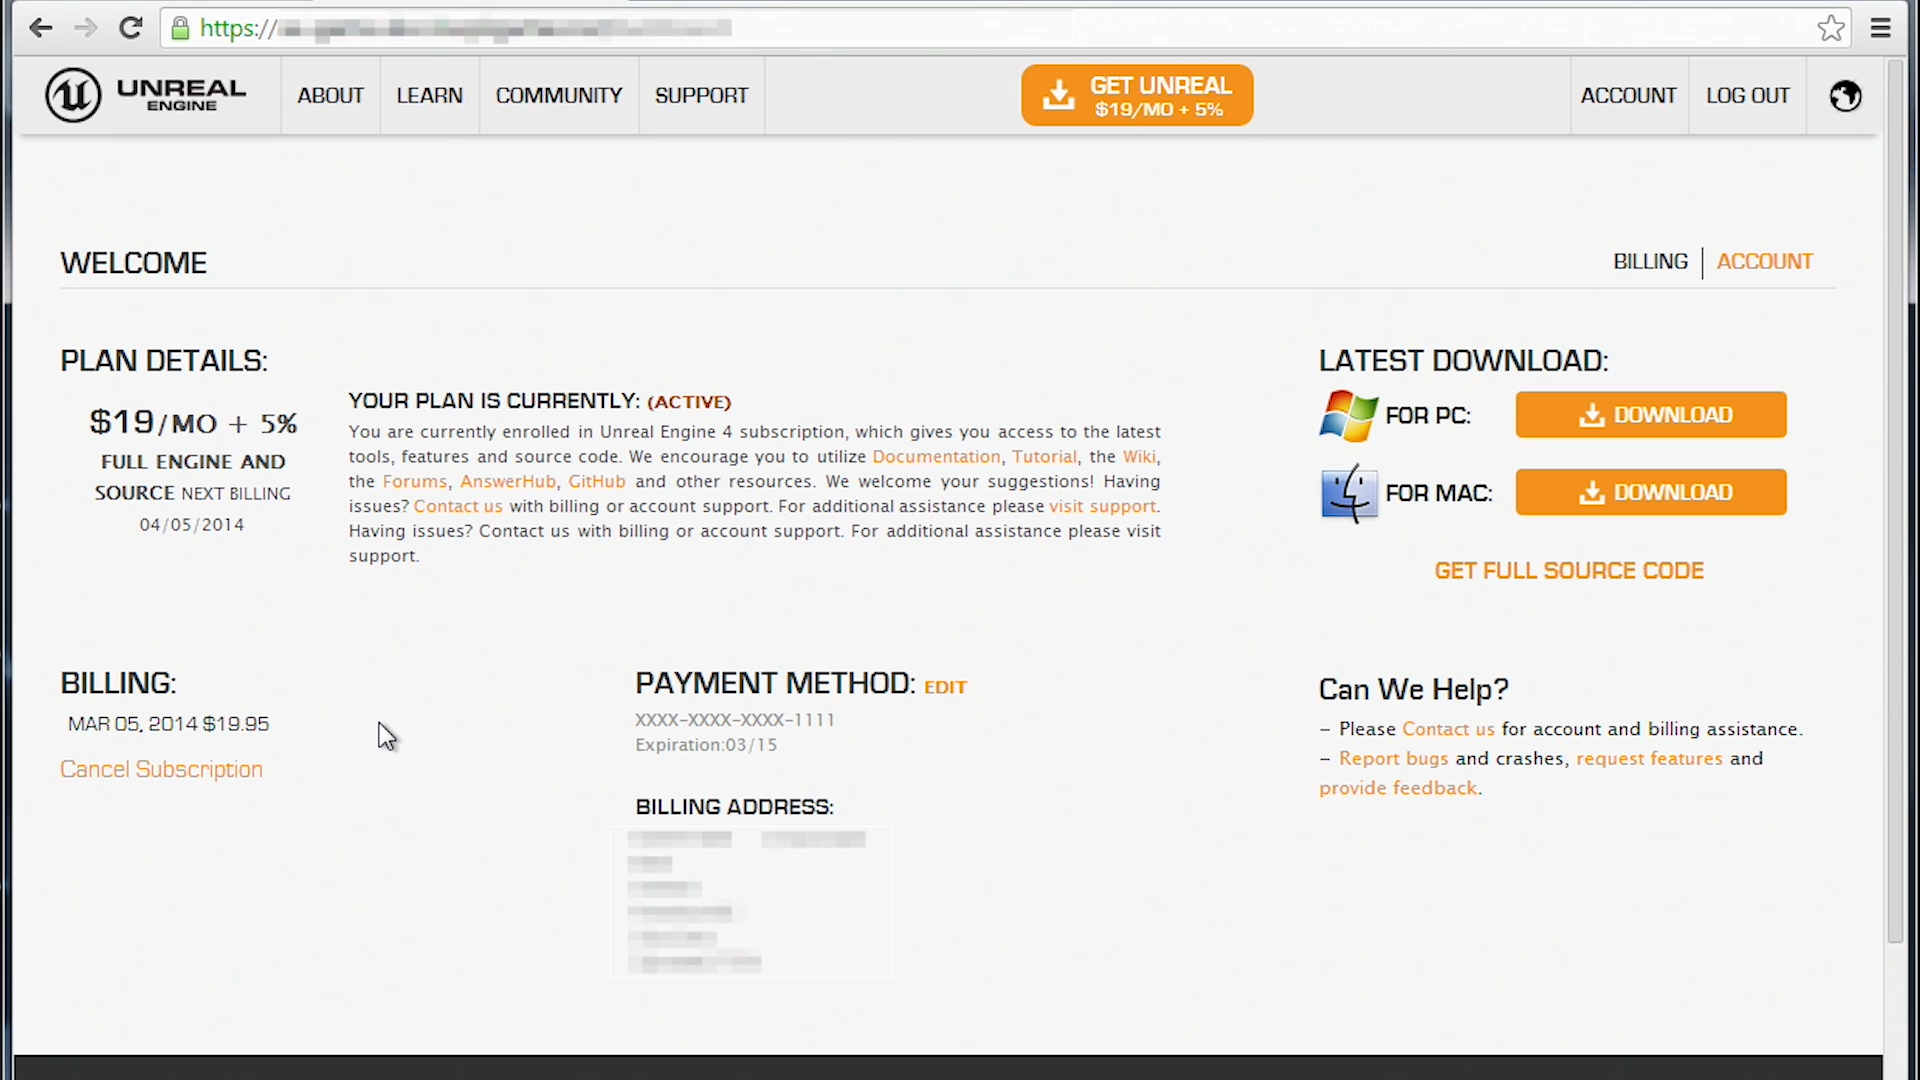 https://
UNREAL
ENGINE
ABOUT
LEARN
COMMUNITY
SUPPORT
GET UNREAL
$19/MO + 5%
ACCOUNT
LOG OUT
WELCOME
BILLING
ACCOUNT
PLAN DETAILS:
$19/MO + 5%
FULL ENGINE AND
SOURCE NEXT BILLING
04/05/2014
YOUR PLAN IS CURRENTLY: (ACTIVE)
You are currently enrolled in Unreal Engine 4 subscription, which gives you access to the latest
tools, features and source code. We encourage you to utilize Documentation, Tutorial, the Wiki,
the Forums, AnswerHub, GitHub and other resources. We welcome your suggestions! Having
issues? Contact us with billing or account support. For additional assistance please visit support.
Having issues? Contact us with billing or account support. For additional assistance please visit
support.
LATEST DOWNLOAD:
FOR PC:
DOWNLOAD
FOR MAC:
DOWNLOAD
GET FULL SOURCE CODE
BILLING:
MAR 05, 2014 $19.95
Cancel Subscription
PAYMENT METHOD: EDIT
XXXX-XXXX-XXXX-1111
Expiration:03/15
BILLING ADDRESS:
Can We Help?
– Please Contact us for account and billing assistance.
– Report bugs and crashes, request features and
provide feedback.